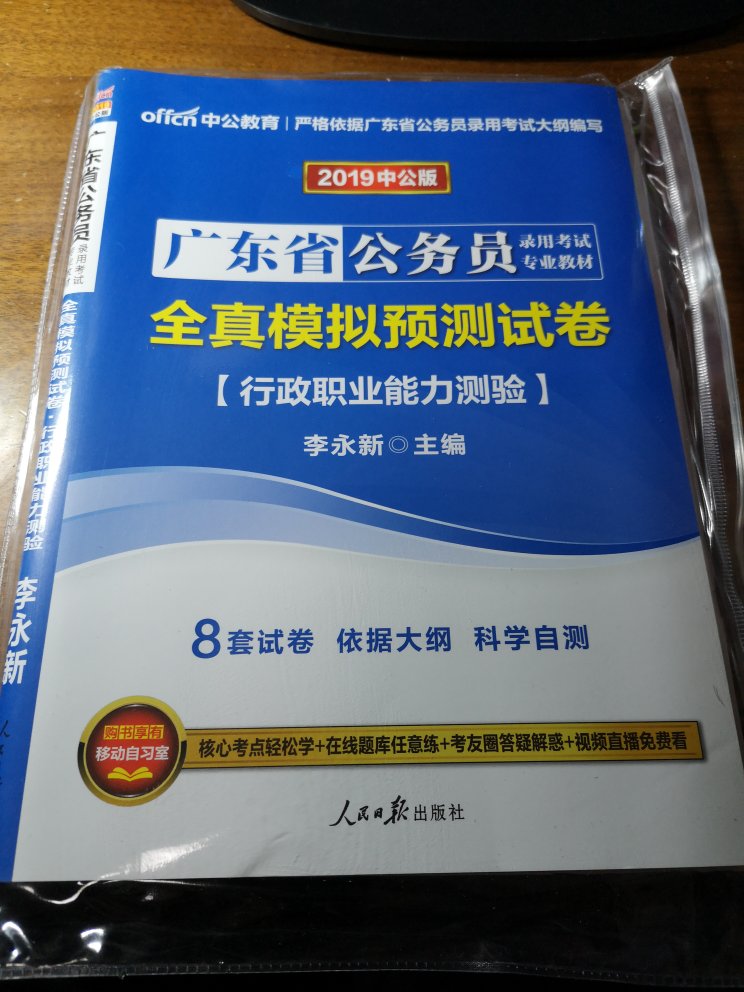 offcn中公教育|严格依据广东省公务员录用考试大纲编写
2019中公版
广东省公务员录用考试
专业教材
全真模拟预测试卷
【行政职业能力测验】
李永新◎主编
8套试卷 依据大纲 科学自测
购书享有
移动自习室
核心考点轻松学+在线题库任意练+考友圈答疑解惑+视频直播免费看
人民日报出版社
广东省公务员
录用考试
全真模拟预测试卷·行政职业能力测验
李永新